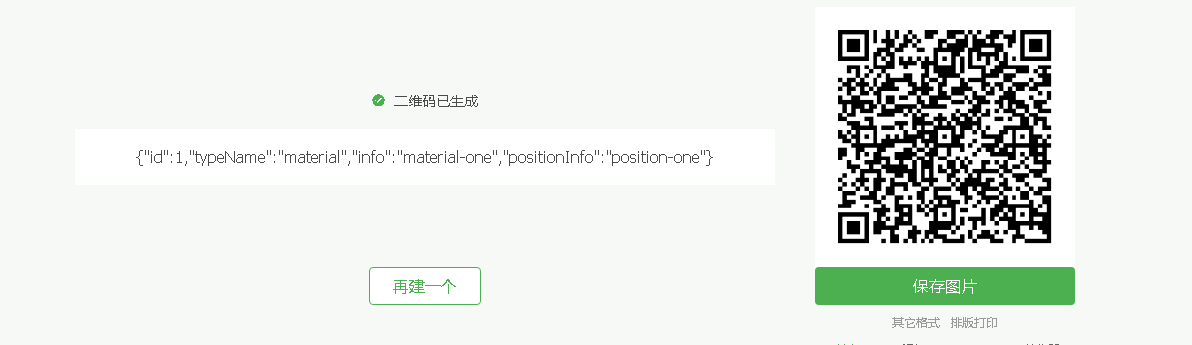 二维码已生成
{"id":1,"typeName":"material","info":"material-one","positionInfo":"position-one"}
再建一个
保存图片
其它格式 排版打印